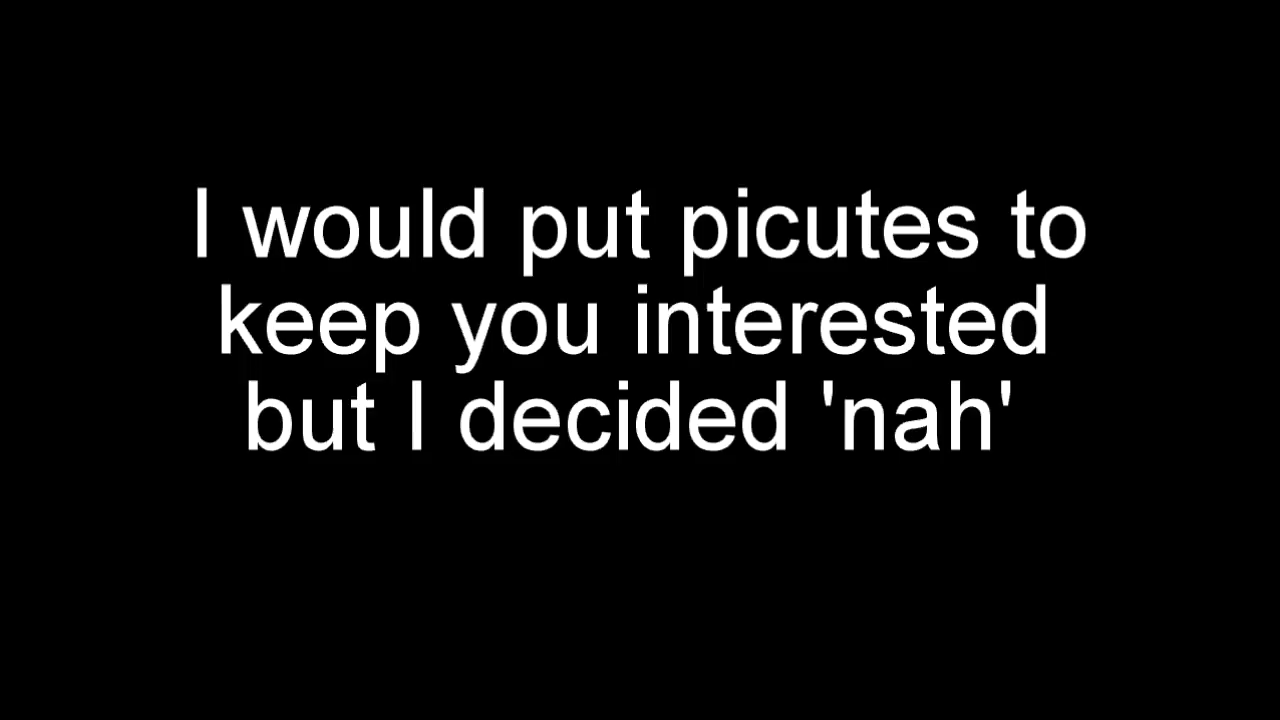 I would put picutes to
keep you interested
but I decided 'nah'